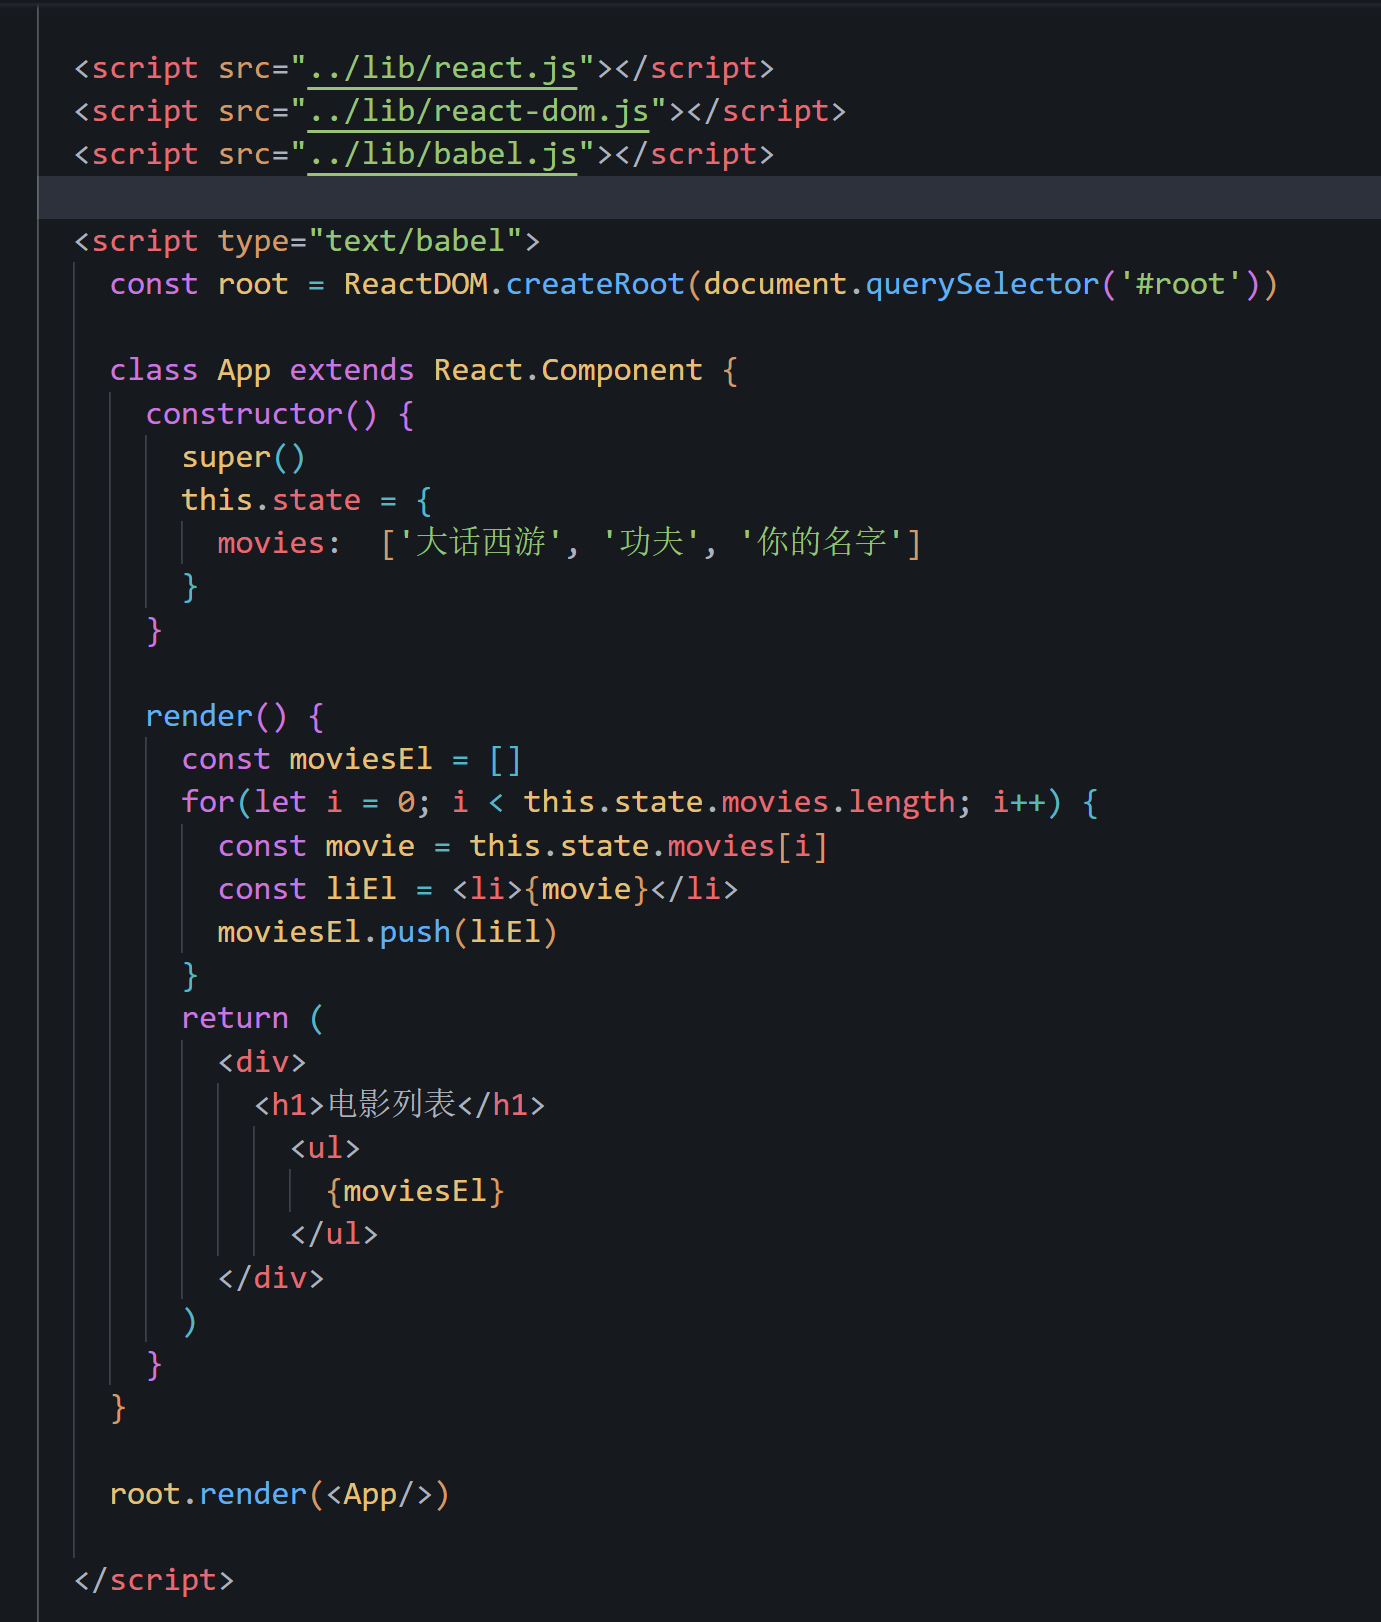 <script src="../lib/react.js"></script>
<script src="../lib/react-dom.js"></script>
<script src="../lib/babel.js"></script>
<script type="text/babel">
const root = ReactDOM.createRoot(document.querySelector('#root'))
class App extends React.Component {
constructor() {
super()
this.state = {
movies:  ['大话西游', '功夫', '你的名字']
}
}
render() {
const moviesEl = []
for(let i = 0; i < this.state.movies.length; i++) {
const movie = this.state.movies[i]
const liEl = <li>{movie}</li>
moviesEl.push(liEl)
}
return (
<div>
<h1>电影列表</h1>
<ul>
{moviesEl}
</ul>
</div>
)
}
}
root.render(<App/>)
</script>